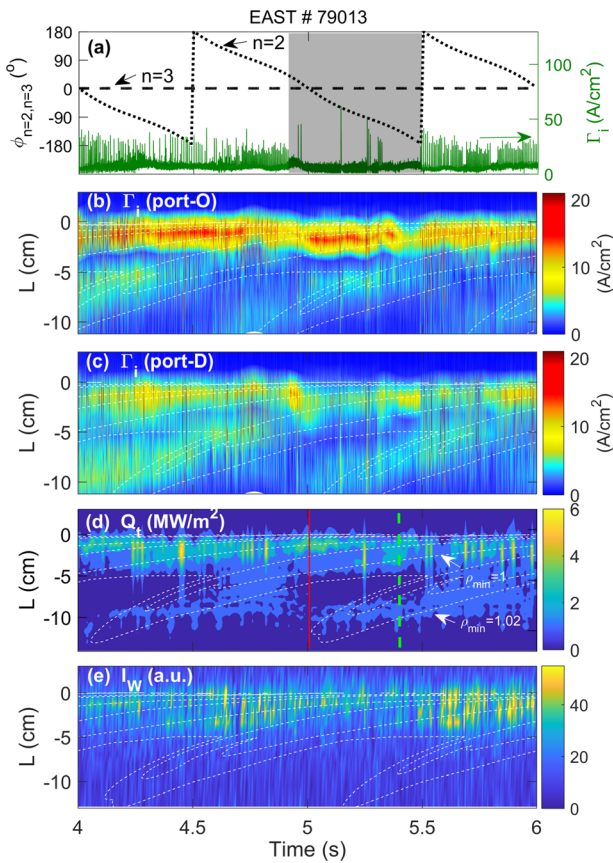 EAST # 79013
(a)
n=3
n=2
180
90
0
-90
-180
ϕn=2,n=3 (°)
100
50
0
Γi (A/cm²)
(b) Γi (port-O)
0
-5
-10
L (cm)
20
10
0
(A/cm²)
(c) Γi (port-D)
0
-5
-10
L (cm)
20
10
0
(A/cm²)
(d) Qt (MW/m²)
0
-5
-10
L (cm)
ρmin=1
ρmin=1.02
6
4
2
0
(e) IW (a.u.)
0
-5
-10
L (cm)
40
20
0
4
4.5
5
5.5
6
Time (s)